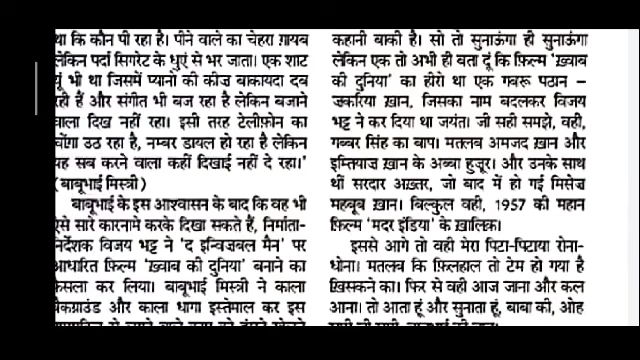 था कि कौन पी रहा है। पीने वाले का चेहरा ग़ायब
लेकिन पर्दा सिगरेट के धुएं से भर जाता। एक शाट
यूं भी था जिसमें प्यानो की कीज़ बाकायदा दब
रही हैं और संगीत भी बज रहा है लेकिन बजाने
वाला दिख नहीं रहा। इसी तरह टेलीफ़ोन का
चोंगा उठ रहा है, नम्बर डायल हो रहा है लेकिन
यह सब करने वाला कहीं दिखाई नहीं दे रहा।'
(बाबूभाई मिस्त्री)
बाबूभाई के इस आश्वासन के बाद कि वह भी
ऐसे सारे कारनामे करके दिखा सकते हैं, निर्माता-
निर्देशक विजय भट्ट ने 'द इन्विज़बल मैन' पर
आधारित फ़िल्म 'ख़्वाब की दुनिया' बनाने का
फ़ैसला कर लिया। बाबूभाई मिस्त्री ने काला
बैकग्राउंड और काला धागा इस्तेमाल कर इस
कहानी बाकी है। सो तो सुनाऊंगा ही सुनाऊंगा
लेकिन एक तो अभी ही बता दूं कि फ़िल्म 'ख़्वाब
की दुनिया' का हीरो था एक गबरू पठान –
ज़करिया ख़ान, जिसका नाम बदलकर विजय
भट्ट ने कर दिया था जयंत। जी सही समझे, वही,
गब्बर सिंह का बाप। मतलब अमजद ख़ान और
इम्तियाज़ ख़ान के अब्बा हुज़ूर। और उनके साथ
थीं सरदार अख़्तर, जो बाद में हो गई मिसेज़
महबूब ख़ान। बिल्कुल वही, 1957 की महान
फ़िल्म 'मदर इंडिया' के ख़ालिक।
इससे आगे तो वही मेरा पिटा-पिटाया रोना-
धोना। मतलब कि फ़िलहाल तो टेम हो गया है
ख़िसकने का। फिर से वही आज जाना और कल
आना। तो आता हूं और सुनाता हूं, बाबा की, ओह